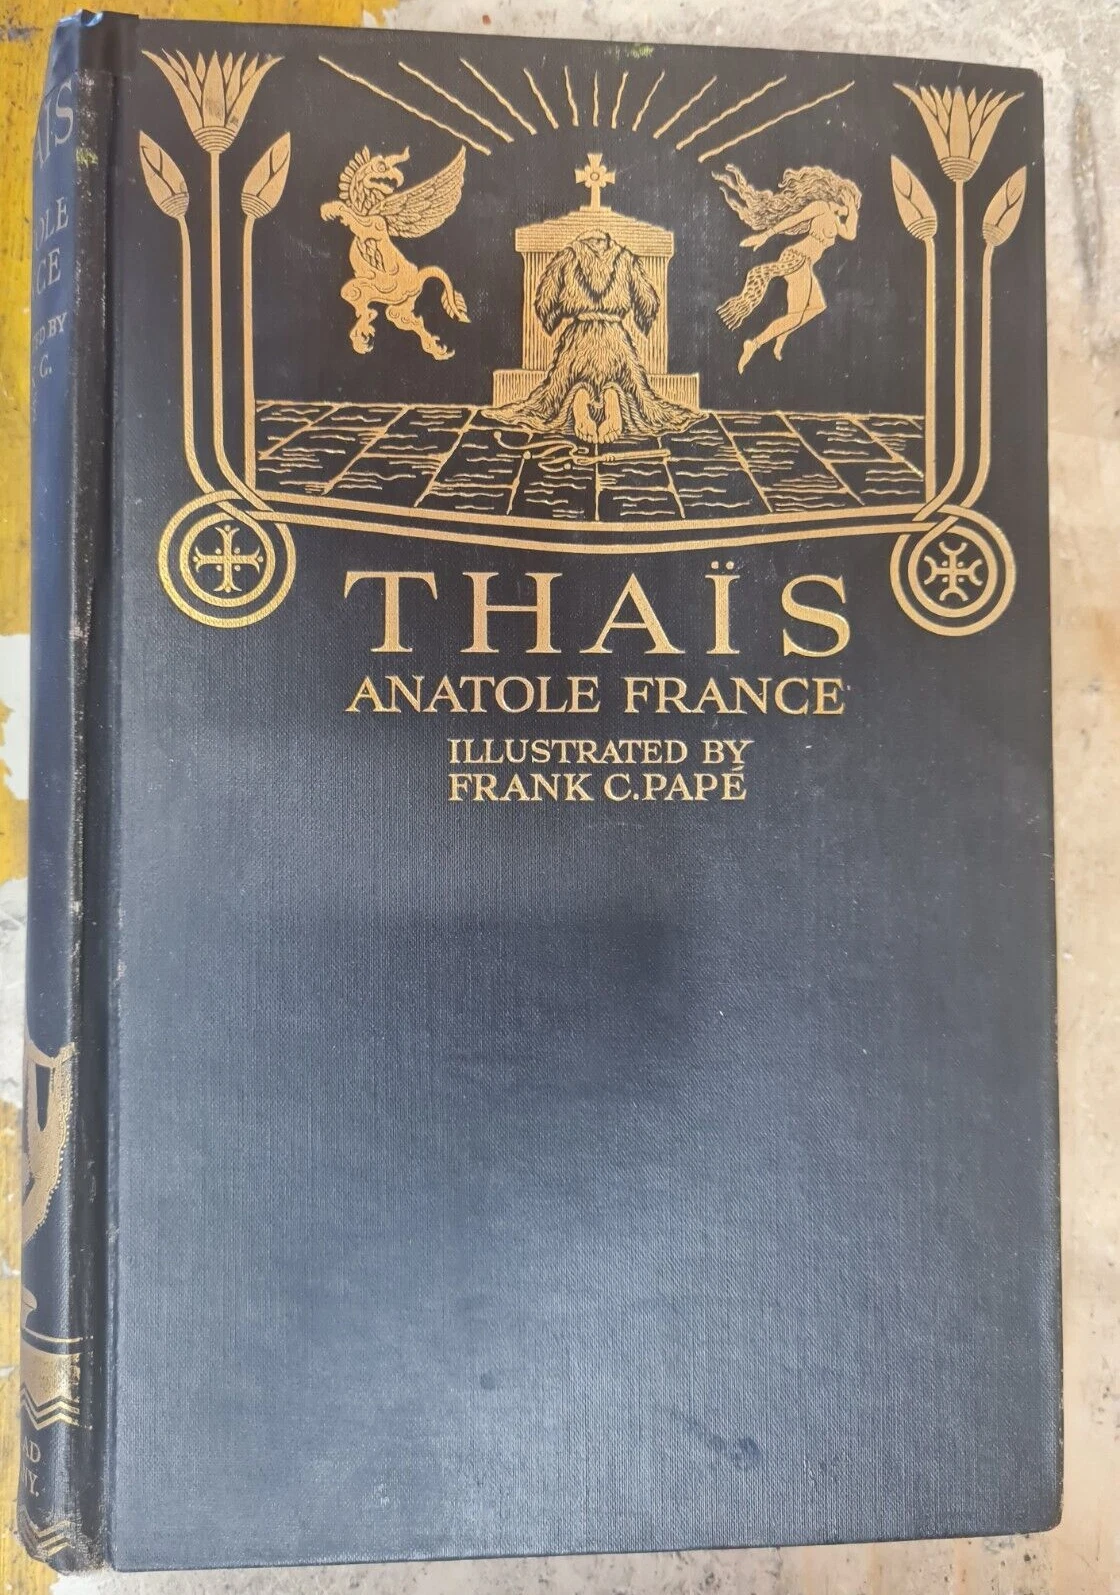 THAÏS
ANATOLE FRANCE
ILLUSTRATED BY
FRANK C. PAPÉ